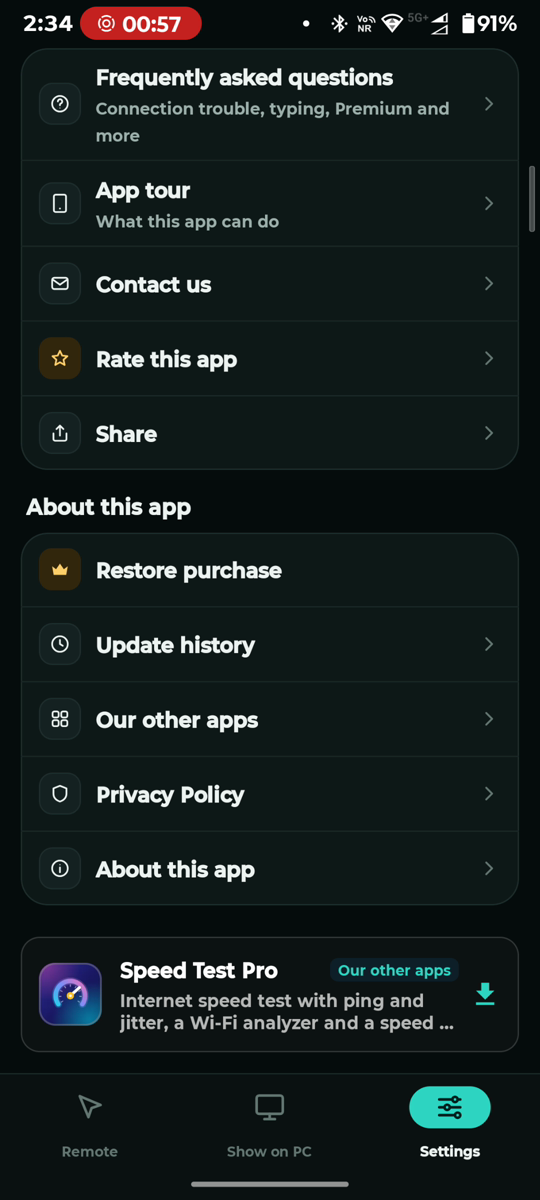 2:34
00:57
Vo NR
5G+
91%
Frequently asked questions
Connection trouble, typing, Premium and
more
App tour
What this app can do
Contact us
Rate this app
Share
About this app
Restore purchase
Update history
Our other apps
Privacy Policy
About this app
Speed Test Pro
Our other apps
Internet speed test with ping and
jitter, a Wi-Fi analyzer and a speed ...
Remote
Show on PC
Settings